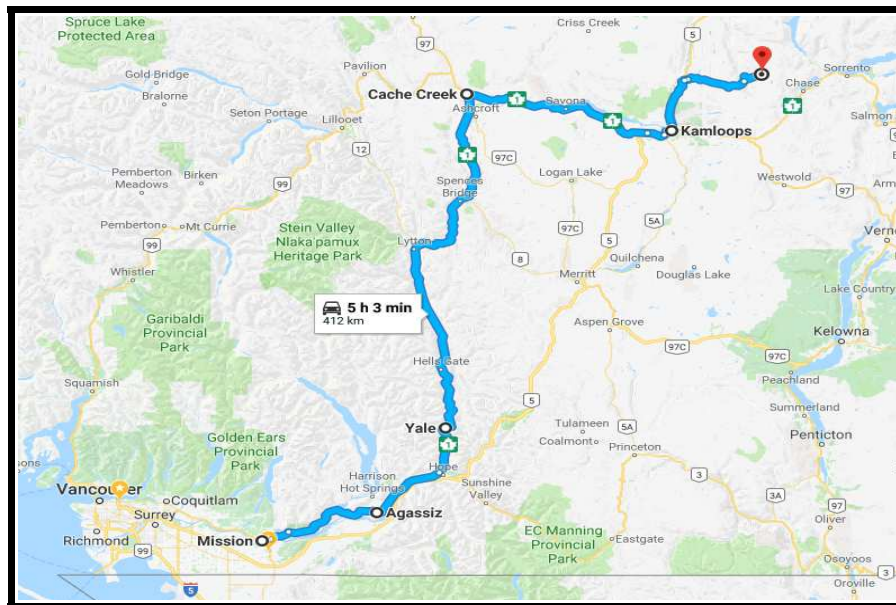 Spruce Lake
Protected Area
97
Criss Creek
5
Gold Bridge
Bralorne
Pavilion
Cache Creek
Ashcroft
1
Savona
1
Kamloops
Chase
1
Sorrento
Salmon
Seton Portage
Lillooet
12
97C
Logan Lake
Westwold
97
Arm
Pemberton
Meadows
Birken
99
Spences
Bridge
1
5A
97C
5
Pemberton
Mt Currie
99
Stein Valley
Nlaka'pamux
Heritage Park
Lytton
8
Quilchena
Merritt
Douglas Lake
Vern
Whistler
Lake Country
5 h 3 min
412 km
Garibaldi
Provincial
Park
Aspen Grove
97C
Kelowna
97C
Hells Gate
Peachland
Squamish
5
Summerland
Yale
1
Tulameen
5A
Coalmont
Princeton
Penticton
Golden Ears
Provincial
Park
Harrison
Hot Springs
Hope
Sunshine
Valley
3
3A
sons
Vancouver
Coquitlam
Surrey
Agassiz
EC Manning
Provincial
Park
Oliver
Richmond
99
Mission
Eastgate
Osoyoos
3
Oroville
5